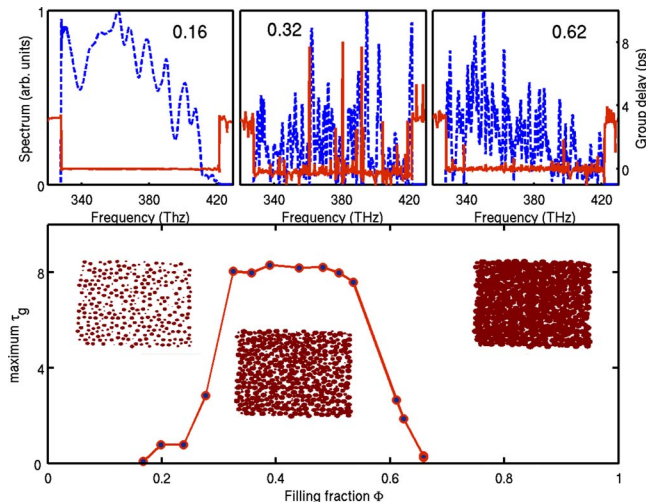 0.16 0.32 0.62
Spectrum (arb. units)
1
0
340 380 420
340 380 420
340 380 420
Frequency (Thz)
Frequency (THz)
Frequency (THz)
8
4
0
Group delay (ps)
maximum τg
8
4
0
0 0.2 0.4 0.6 0.8 1
Filling fraction Φ